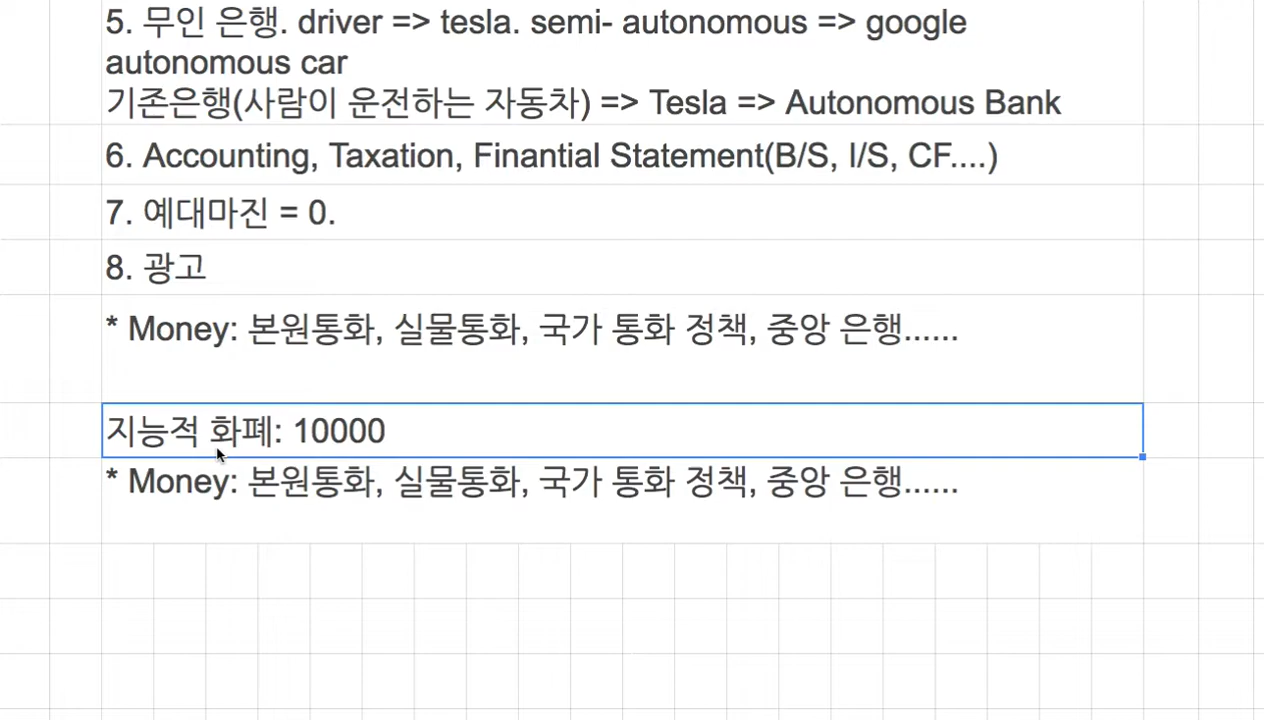 5. 무인 은행. driver => tesla. semi- autonomous => google
autonomous car
기존은행(사람이 운전하는 자동차) => Tesla => Autonomous Bank
6. Accounting, Taxation, Finantial Statement(B/S, I/S, CF....)
7. 예대마진 = 0.
8. 광고
* Money: 본원통화, 실물통화, 국가 통화 정책, 중앙 은행......
지능적 화폐: 10000
* Money: 본원통화, 실물통화, 국가 통화 정책, 중앙 은행......